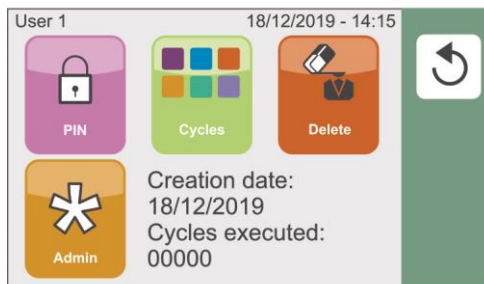 User 1
18/12/2019 - 14:15
PIN
Cycles
Delete
Admin
Creation date:
18/12/2019
Cycles executed:
00000